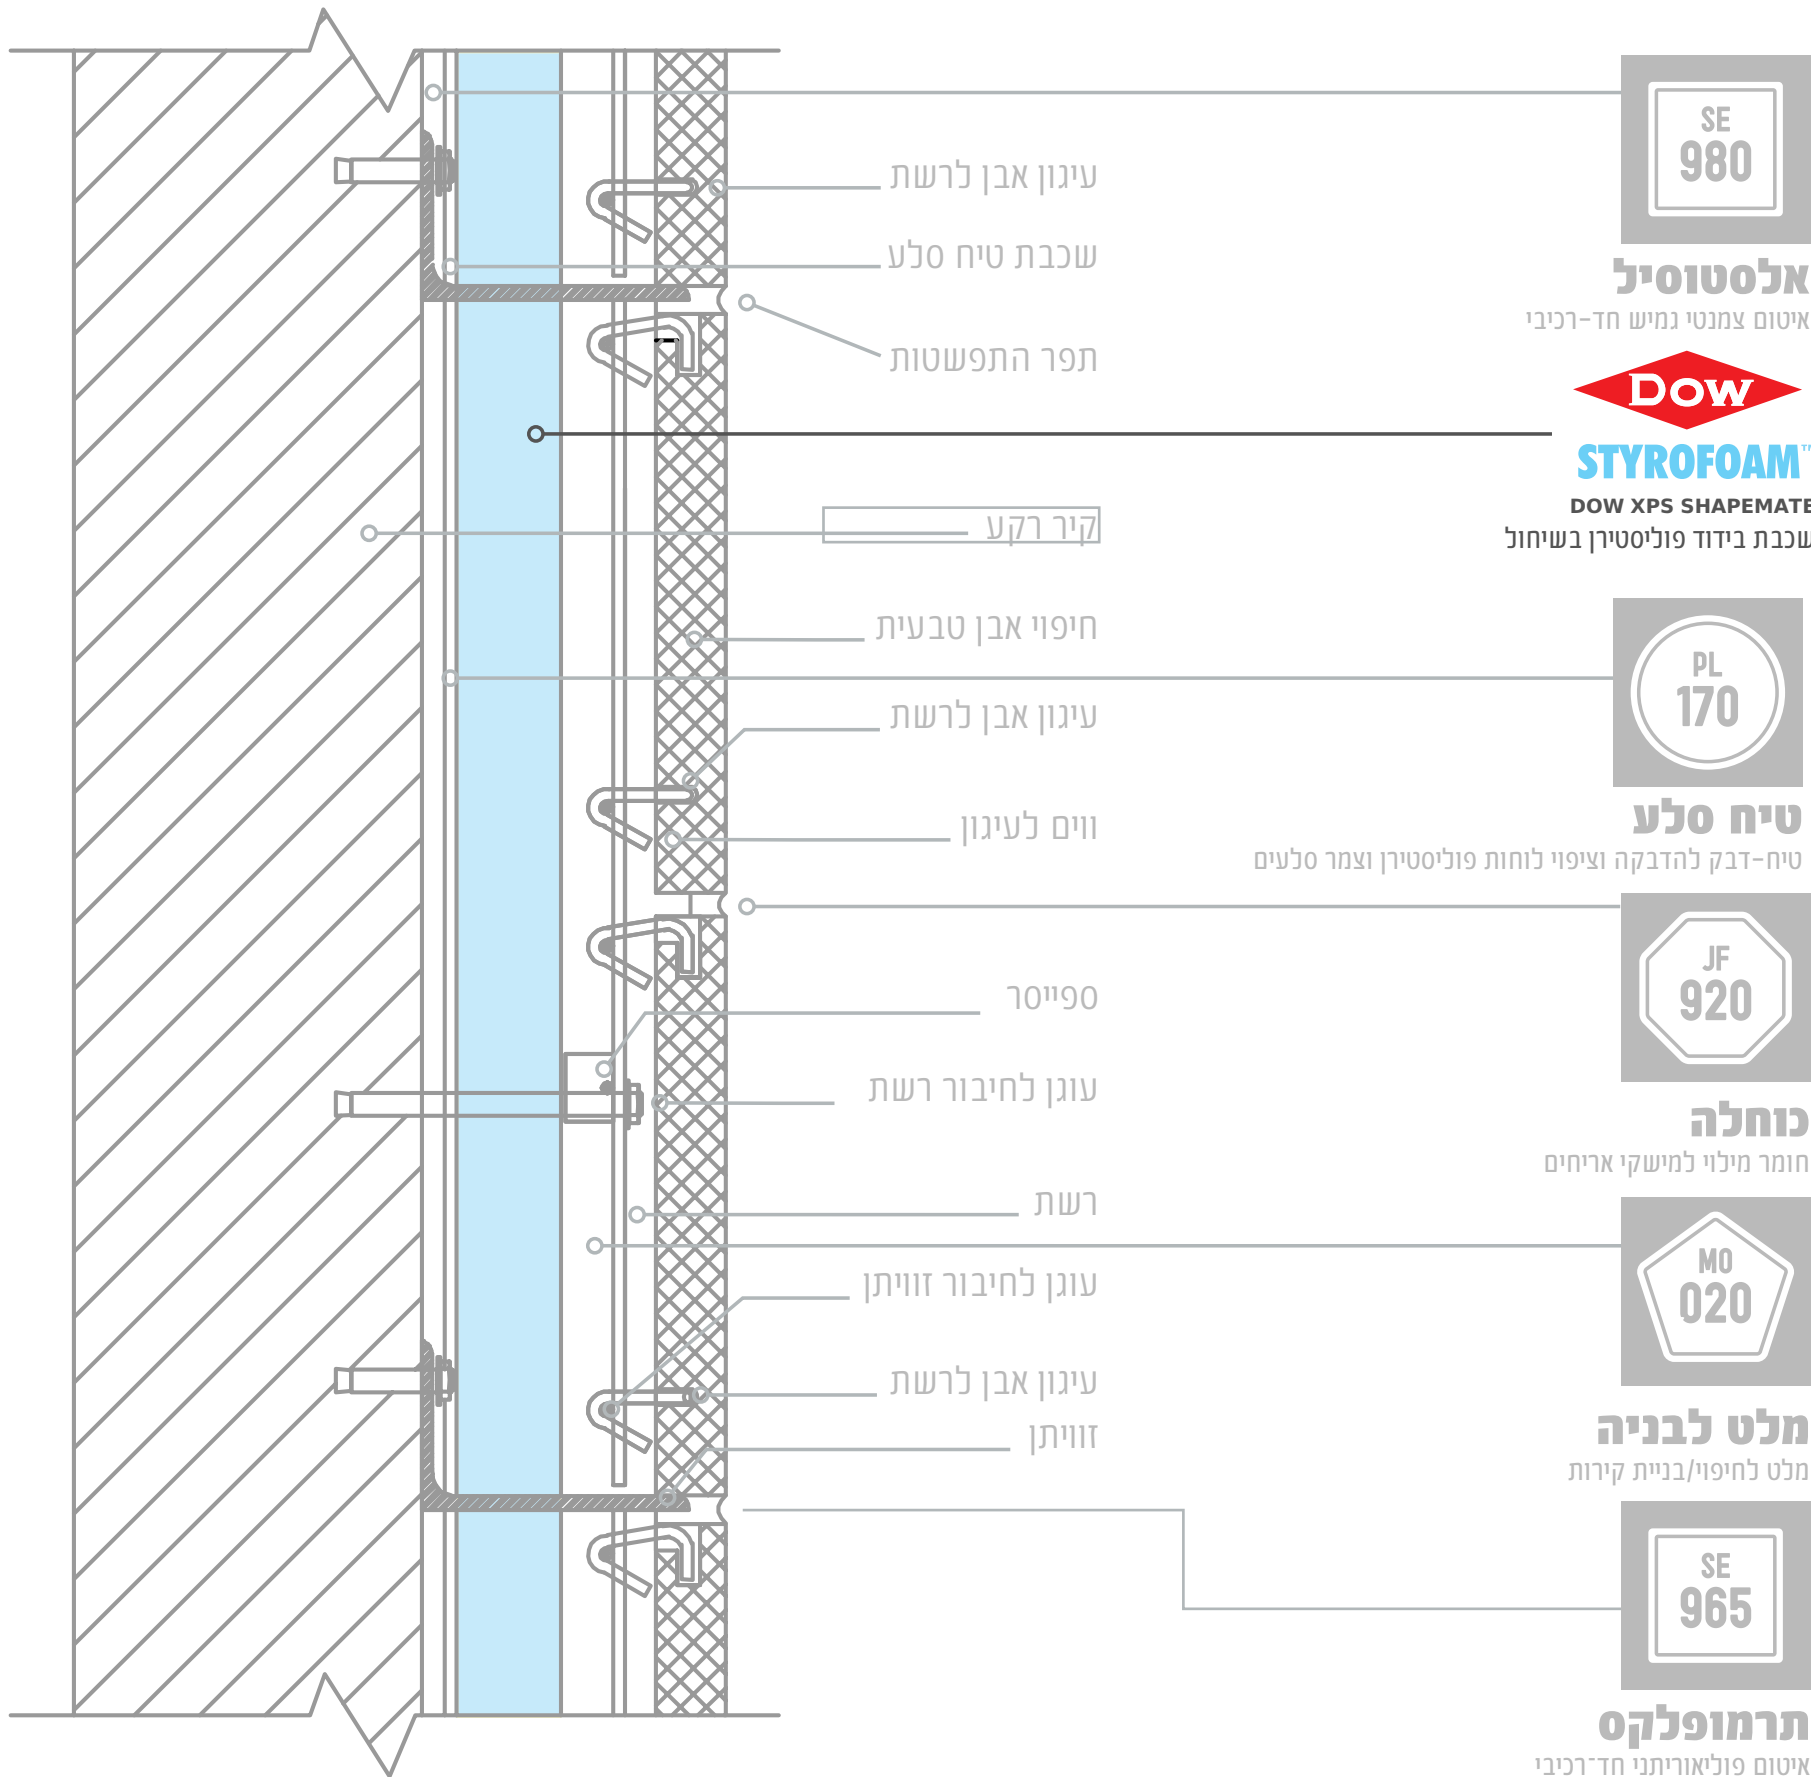 SE
980
אלסטוסיל
איטום צמנטי גמיש חד-רכיבי
עיגון אבן לרשת
שכבת טיח סלע
תפר התפשטות
DOW
STYROFOAM™
DOW XPS SHAPEMATE
שכבת בידוד פוליסטירן בשיחול
קיר רקע
חיפוי אבן טבעית
PL
170
טיח סלע
טיח-דבק להדבקה וציפוי לוחות פוליסטירן וצמר סלעים
עיגון אבן לרשת
ווים לעיגון
JF
920
כוחלה
חומר מילוי למישקי אריחים
ספייסר
עוגן לחיבור רשת
רשת
MO
020
מלט לבניה
מלט לחיפוי/בניית קירות
עוגן לחיבור זוויתן
עיגון אבן לרשת
זוויתן
SE
965
תרמופלקס
איטום פוליאוריתני חד־רכיבי